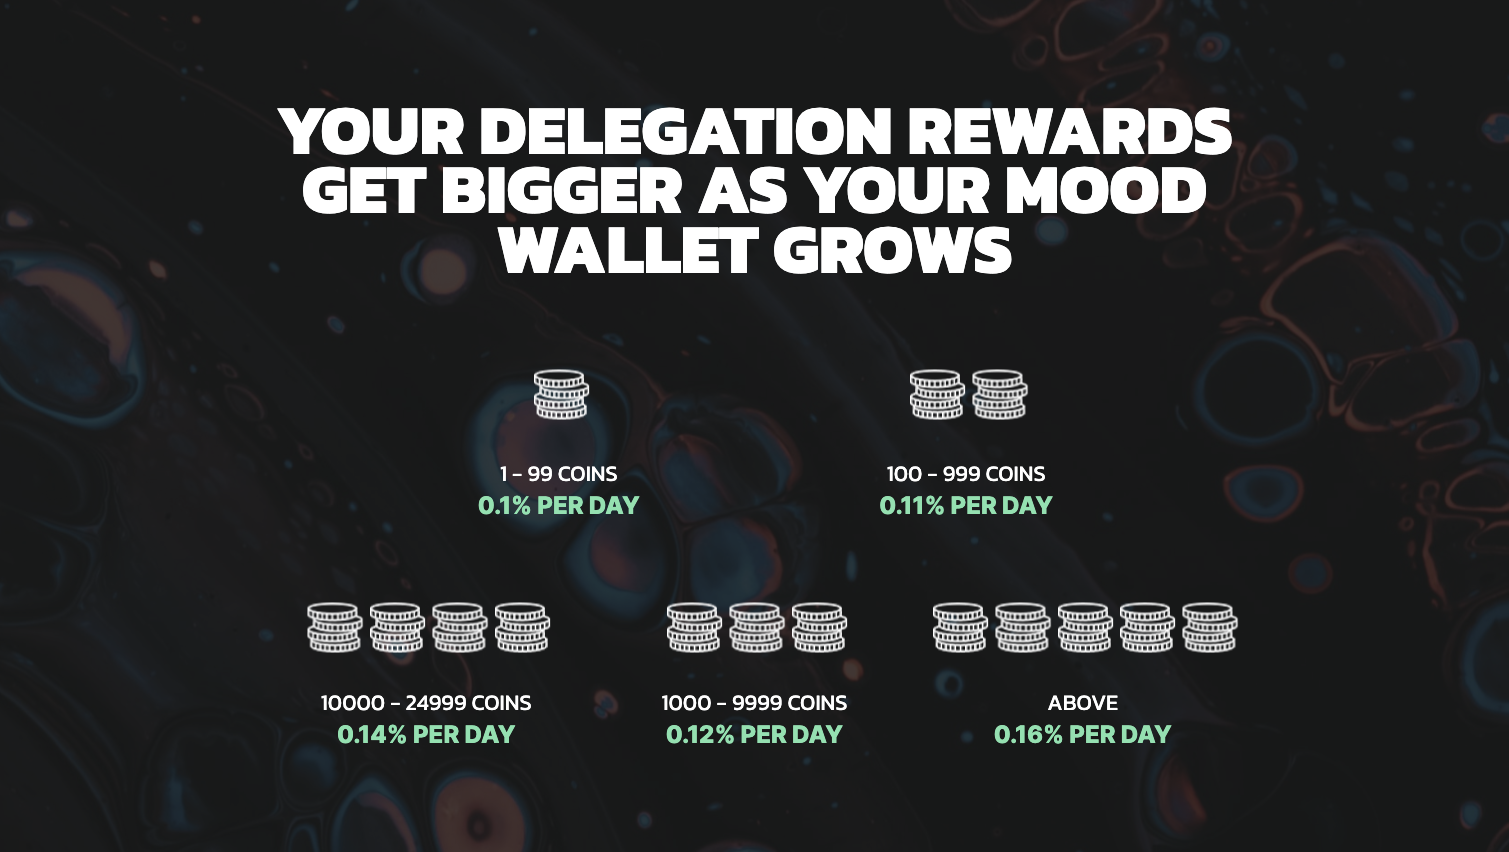 YOUR DELEGATION REWARDS
GET BIGGER AS YOUR MOOD
WALLET GROWS
1 - 99 COINS
0.1% PER DAY
100 - 999 COINS
0.11% PER DAY
10000 - 24999 COINS
0.14% PER DAY
1000 - 9999 COINS
0.12% PER DAY
ABOVE
0.16% PER DAY